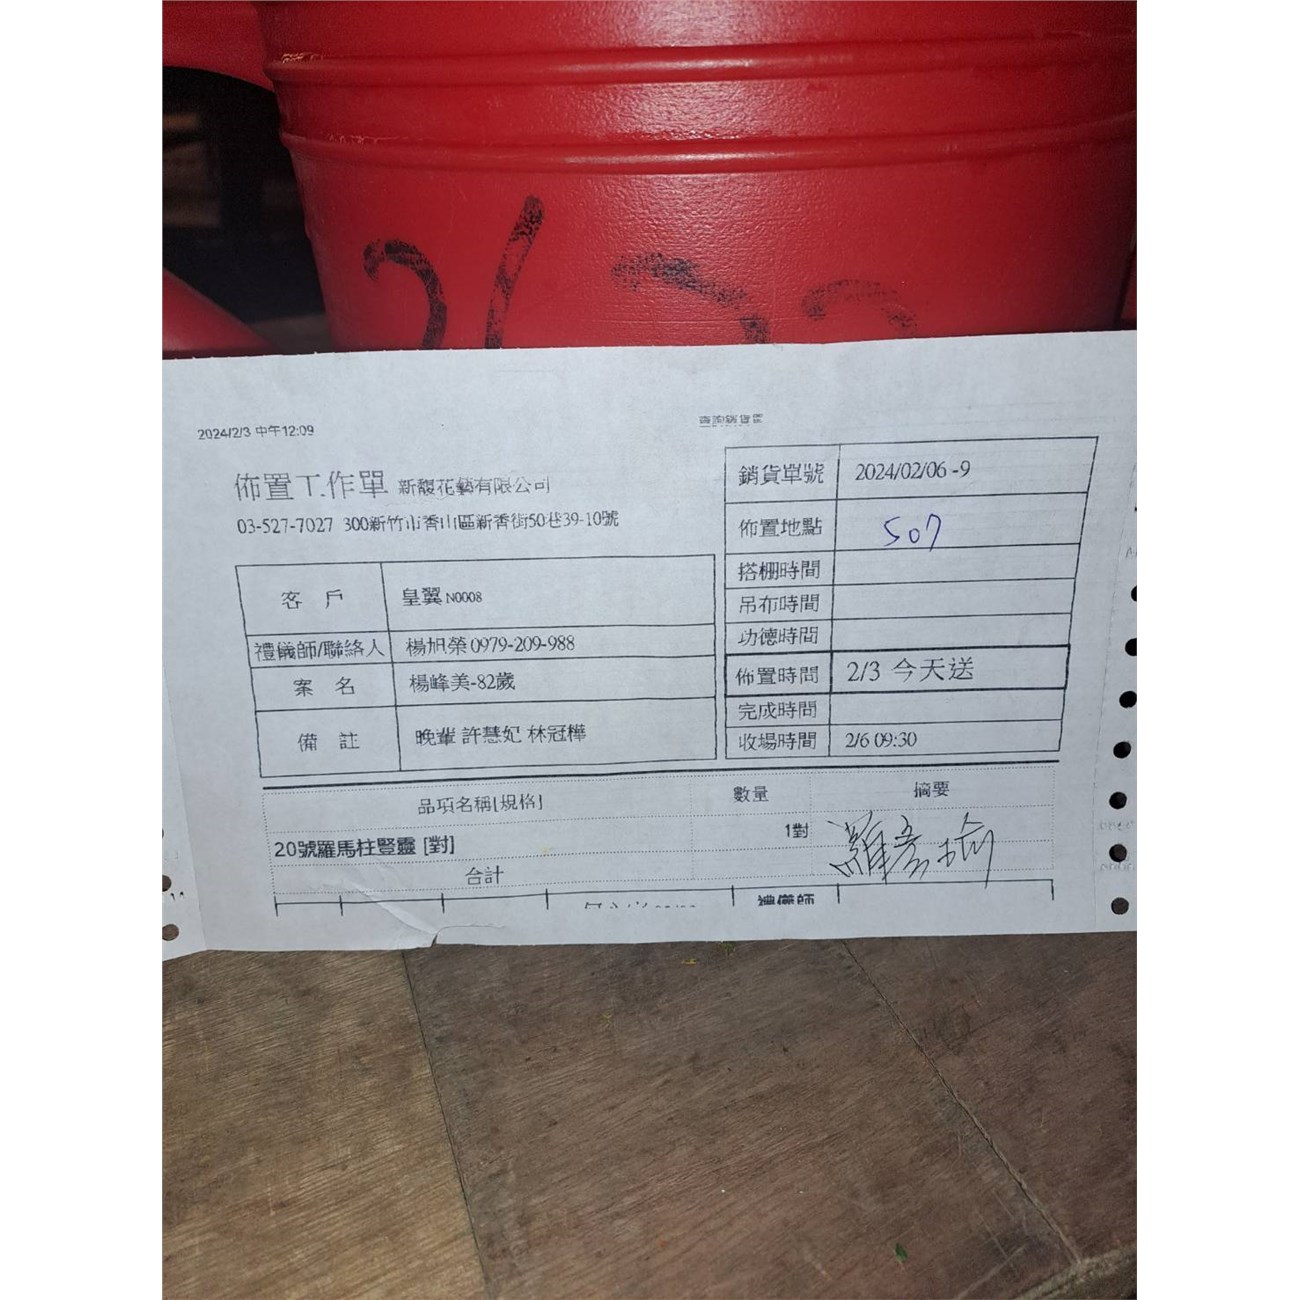 2024/2/3 中午12:09
查詢銷貨單
佈置工作單 新馥花藝有限公司
03-527-7027 300新竹市香山區新香街50巷39-10號
客 戶 皇翼 N0008
禮儀師/聯絡人 楊旭榮 0979-209-988
案 名 楊峰美-82歲
備 註 晚輩 許慧妃 林冠樺
銷貨單號 2024/02/06 -9
佈置地點 507
搭棚時間
吊布時間
功德時間
佈置時間 2/3 今天送
完成時間
收場時間 2/6 09:30
品項名稱[規格] 數量 摘要
20號羅馬柱豎靈 [對] 1對
合計
禮儀師